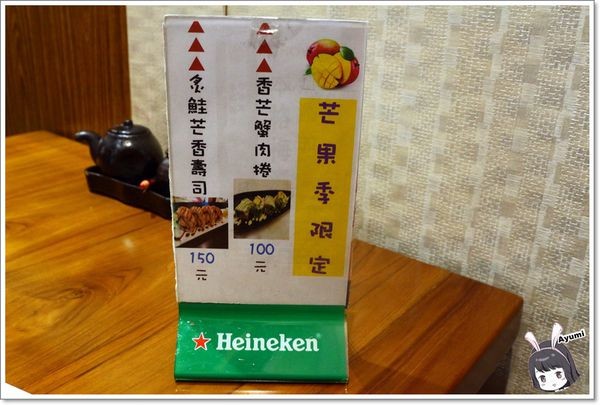 芒果季限定
香芒蟹肉捲
100
元
炙鮭芒香壽司
150
元
Heineken
Ayumi